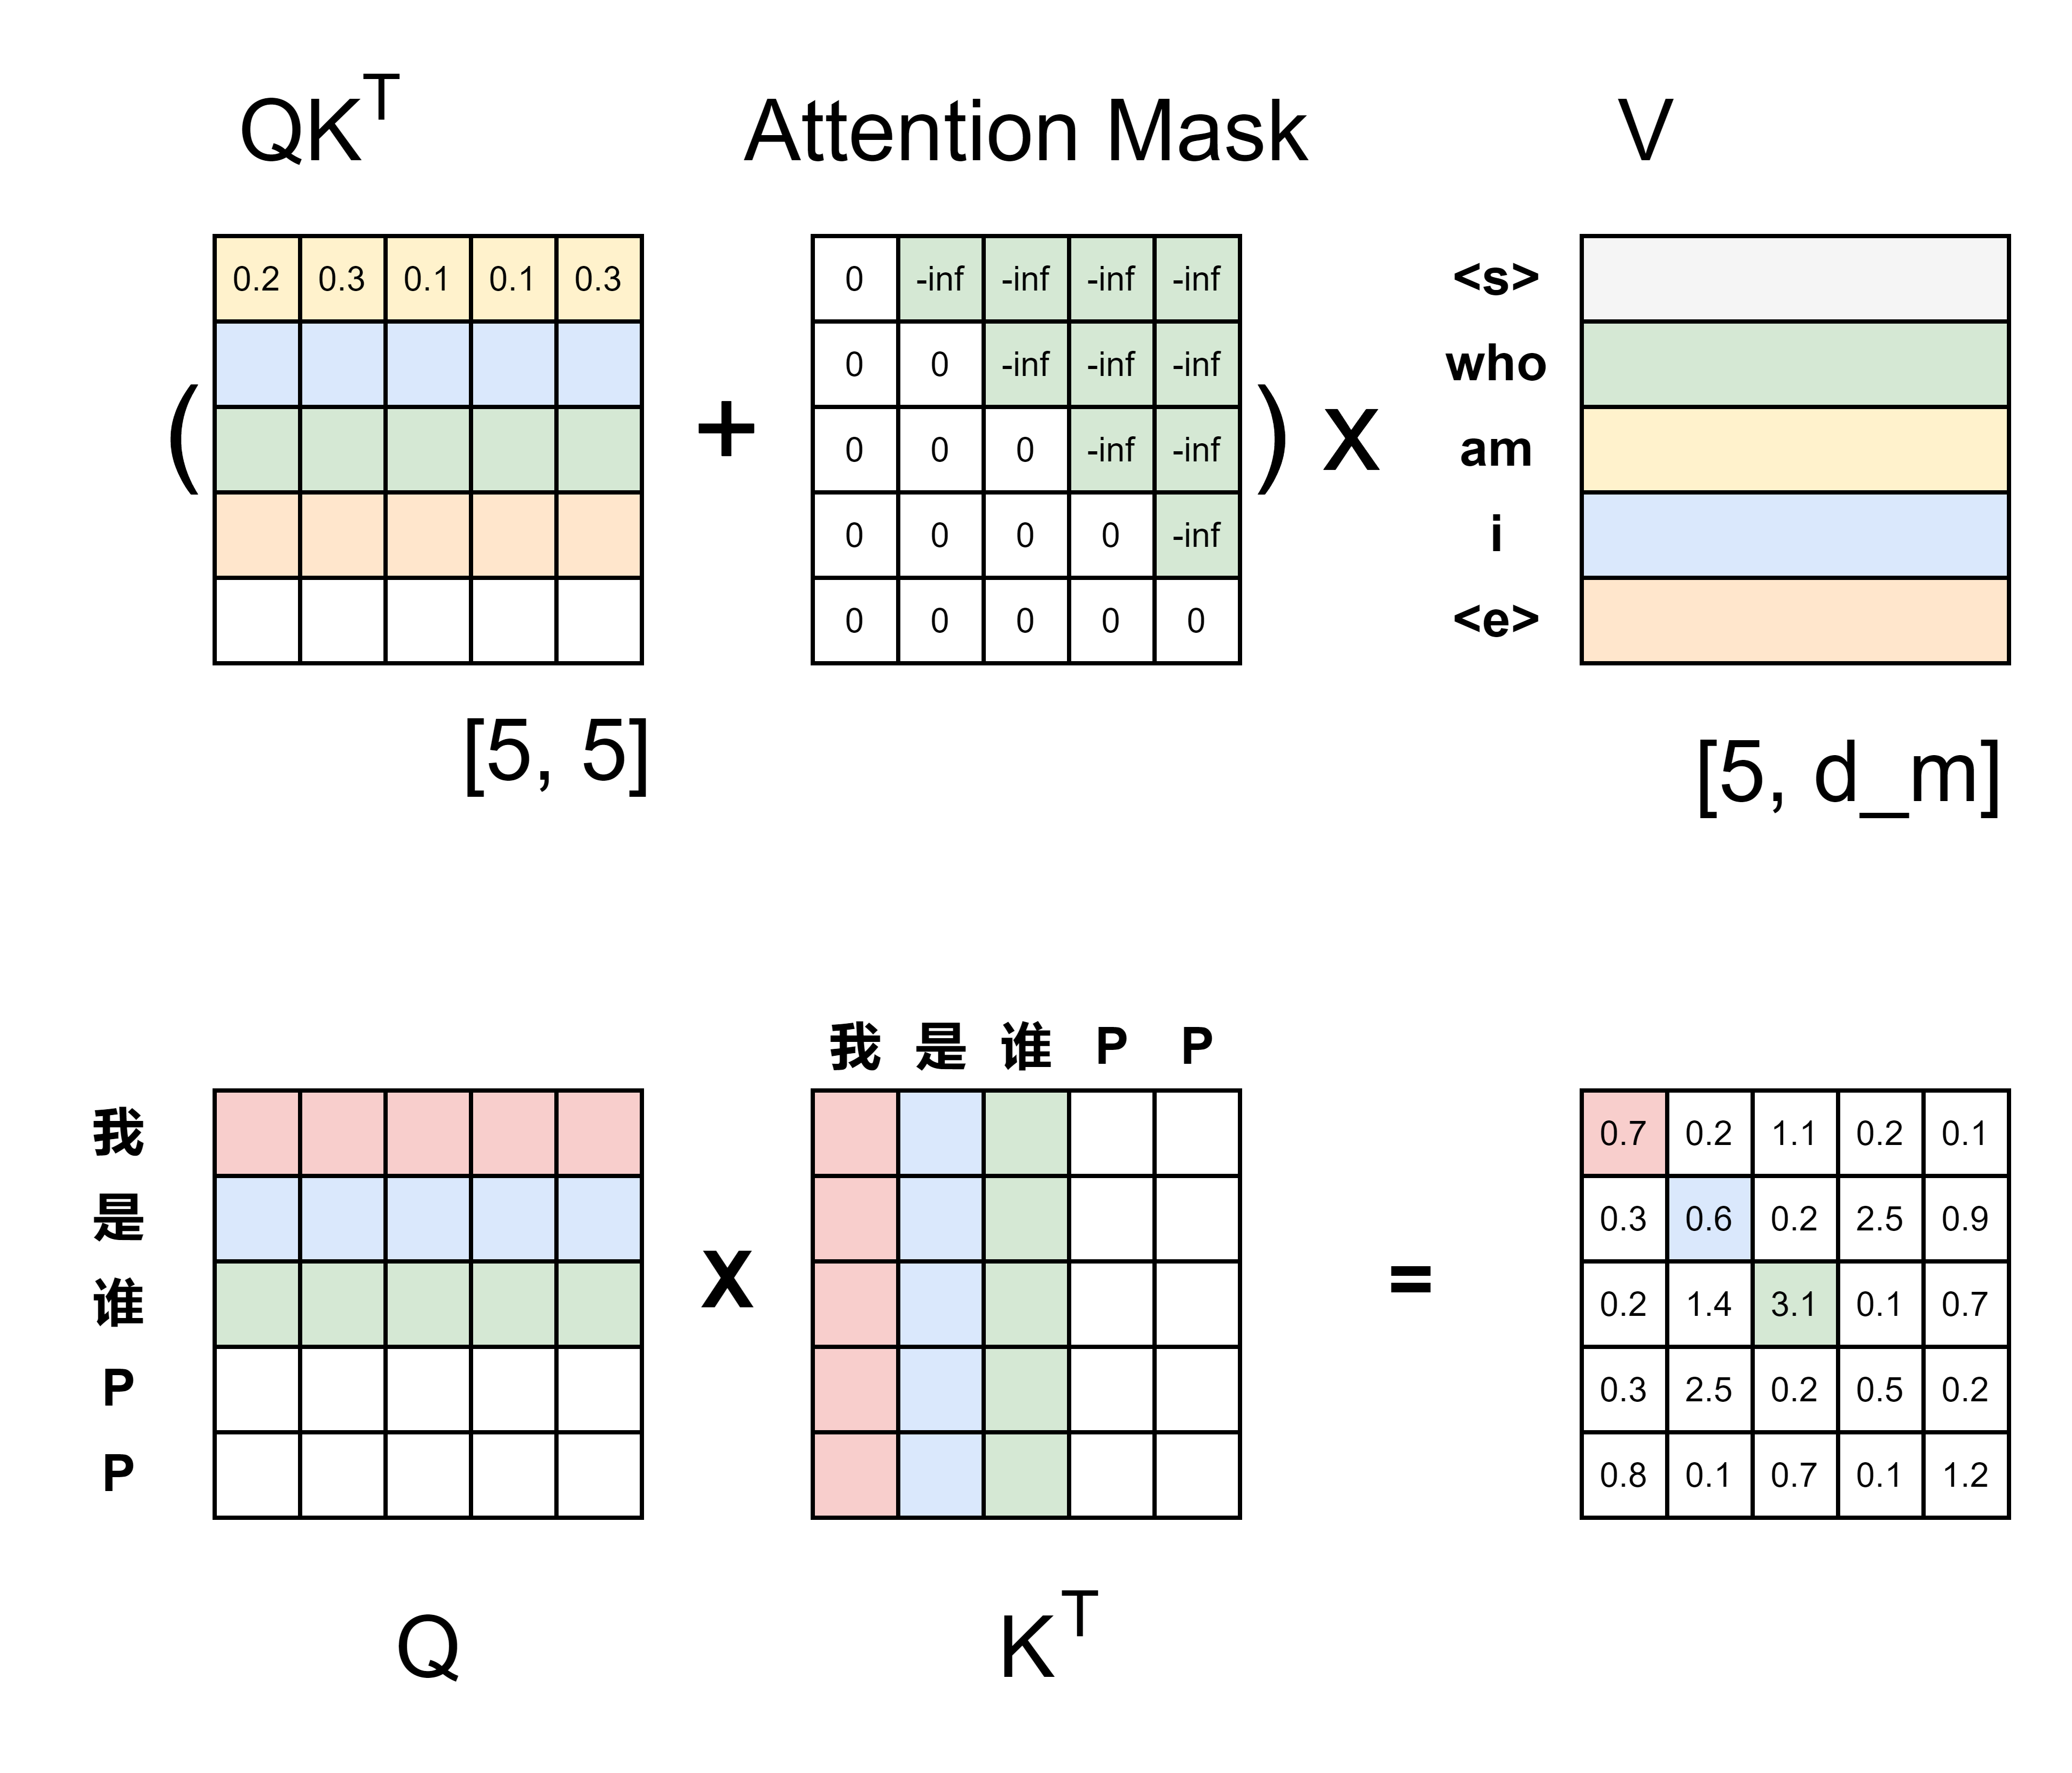 QK^T Attention Mask V
0.2 0.3 0.1 0.1 0.3 0 -inf -inf -inf -inf <s>
0 0 -inf -inf -inf who
( + 0 0 0 -inf -inf ) X am
0 0 0 0 -inf i
0 0 0 0 0 <e>
[5, 5] [5, d_m]
我 是 谁 P P
我 0.7 0.2 1.1 0.2 0.1
是 0.3 0.6 0.2 2.5 0.9
谁 X = 0.2 1.4 3.1 0.1 0.7
P 0.3 2.5 0.2 0.5 0.2
P 0.8 0.1 0.7 0.1 1.2
Q K^T